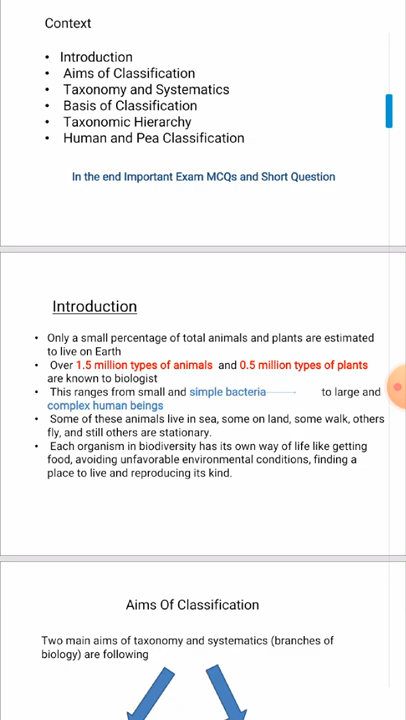 Context
• Introduction
• Aims of Classification
• Taxonomy and Systematics
• Basis of Classification
• Taxonomic Hierarchy
• Human and Pea Classification
In the end Important Exam MCQs and Short Question
Introduction
• Only a small percentage of total animals and plants are estimated
to live on Earth
• Over 1.5 million types of animals and 0.5 million types of plants
are known to biologist
• This ranges from small and simple bacteria to large and
complex human beings
• Some of these animals live in sea, some on land, some walk, others
fly, and still others are stationary.
• Each organism in biodiversity has its own way of life like getting
food, avoiding unfavorable environmental conditions, finding a
place to live and reproducing its kind.
Aims Of Classification
Two main aims of taxonomy and systematics (branches of
biology) are following